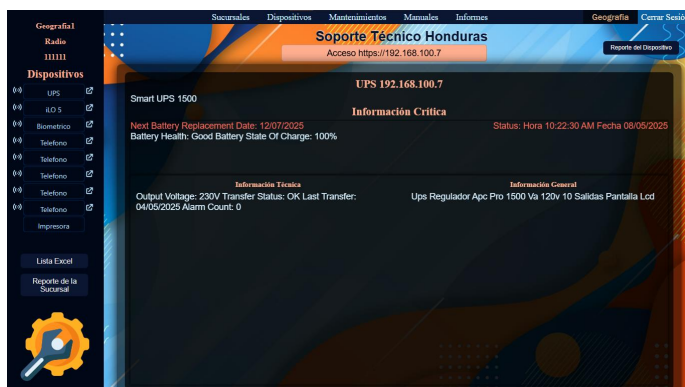 Sucursales Dispositivos Mantenimientos Manuales Informes Geografia Cerrar Sesió
Geografia1
Radio
111111
Dispositivos
UPS
iLO 5
Biometrico
Telefono
Telefono
Telefono
Telefono
Telefono
Impresora
Lista Excel
Reporte de la
Sucursal
Soporte Técnico Honduras
Acceso https://192.168.100.7
Reporte del Dispositivo
UPS 192.168.100.7
Smart UPS 1500
Información Crítica
Next Battery Replacement Date: 12/07/2025
Status: Hora 10:22:30 AM Fecha 08/05/2025
Battery Health: Good Battery State Of Charge: 100%
Información Técnica
Output Voltage: 230V Transfer Status: OK Last Transfer:
04/05/2025 Alarm Count: 0
Información General
Ups Regulador Apc Pro 1500 Va 120v 10 Salidas Pantalla Lcd